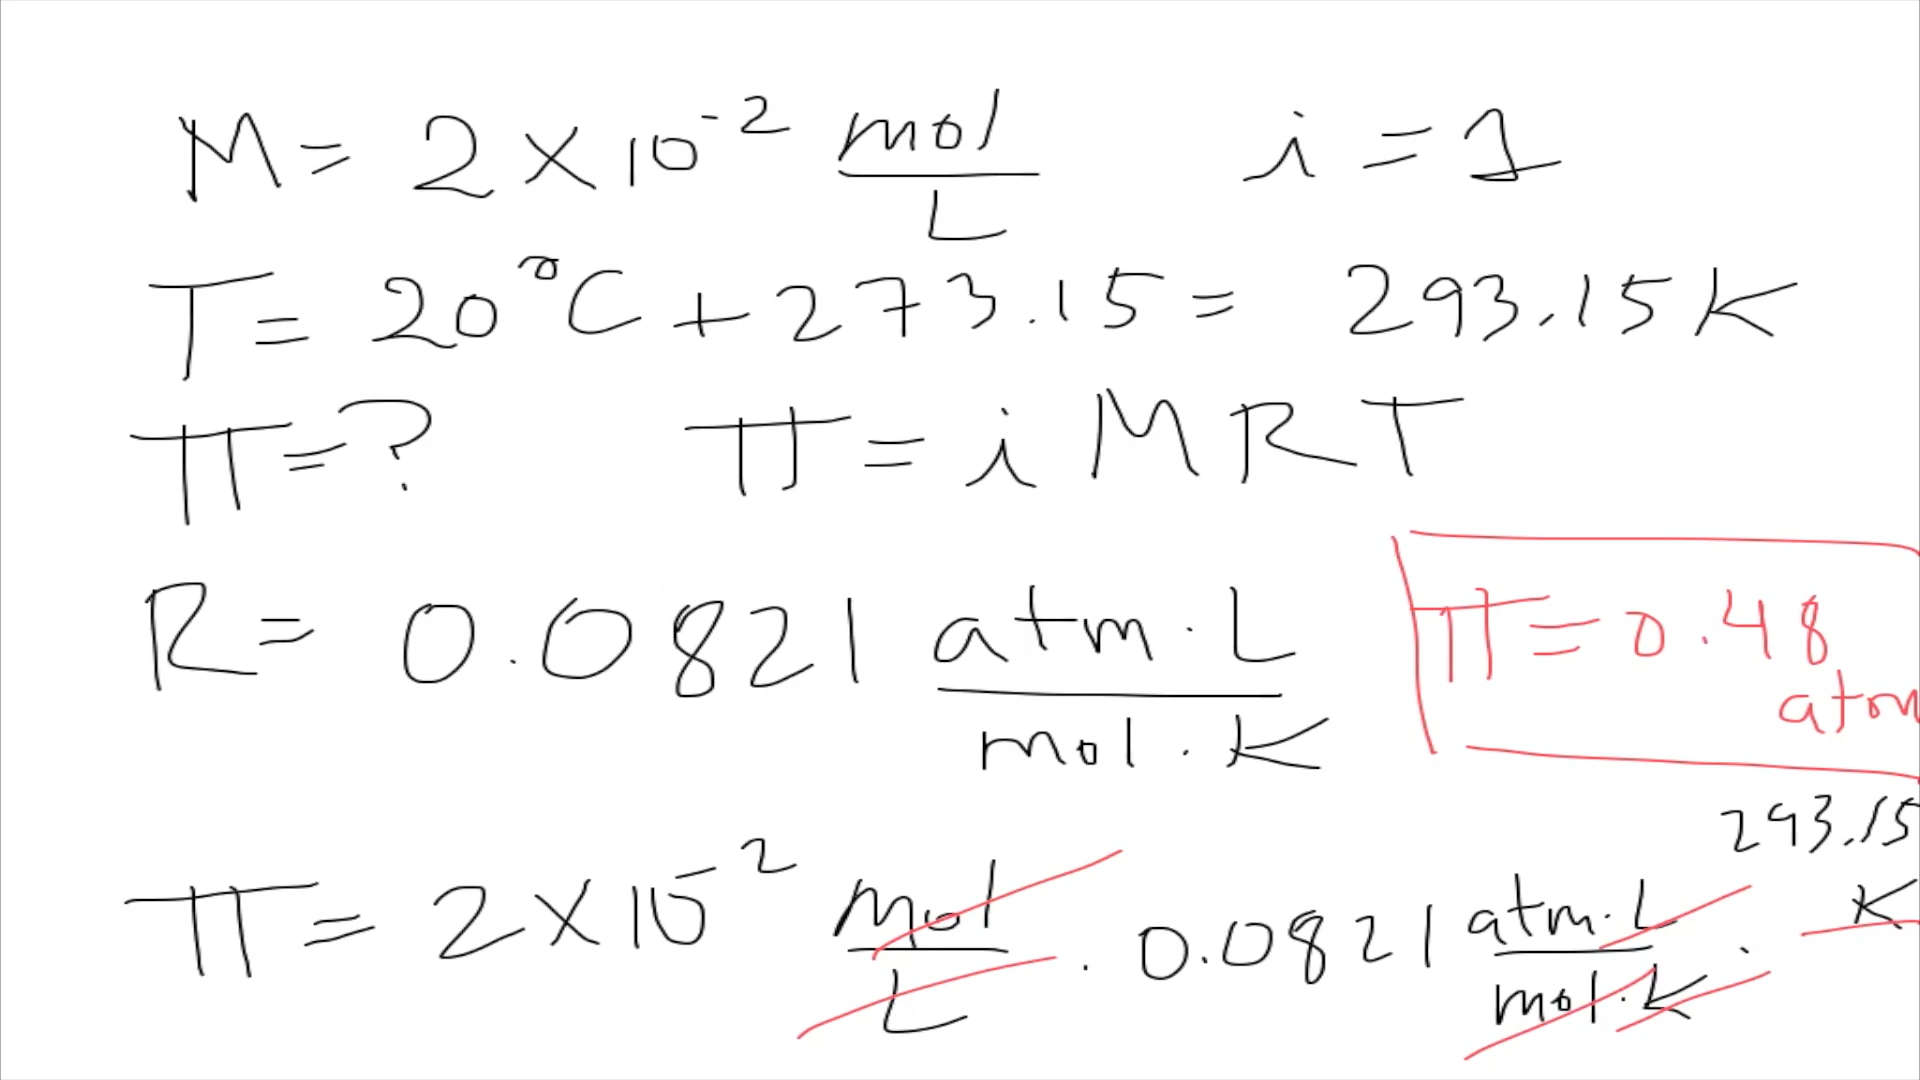 M = 2 × 10⁻² mol/L i = 1
T = 20°C + 273.15 = 293.15 K
π = ? π = i M R T
R = 0.0821 atm·L/mol·K
π = 0.48
atm
293.15
π = 2 × 10⁻² mol/L · 0.0821 atm·L/mol·K · K